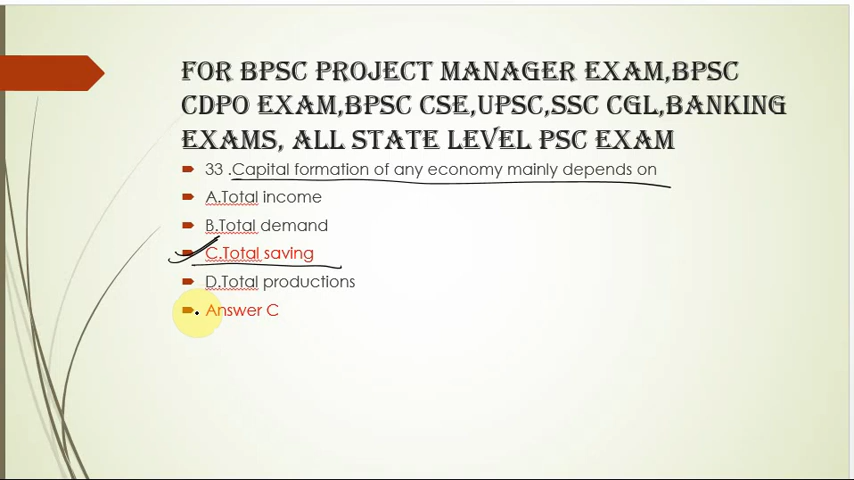 FOR BPSC PROJECT MANAGER EXAM,BPSC
CDPO EXAM,BPSC CSE,UPSC,SSC CGL,BANKING
EXAMS, ALL STATE LEVEL PSC EXAM
33 .Capital formation of any economy mainly depends on
A.Total income
B.Total demand
C.Total saving
D.Total productions
Answer C